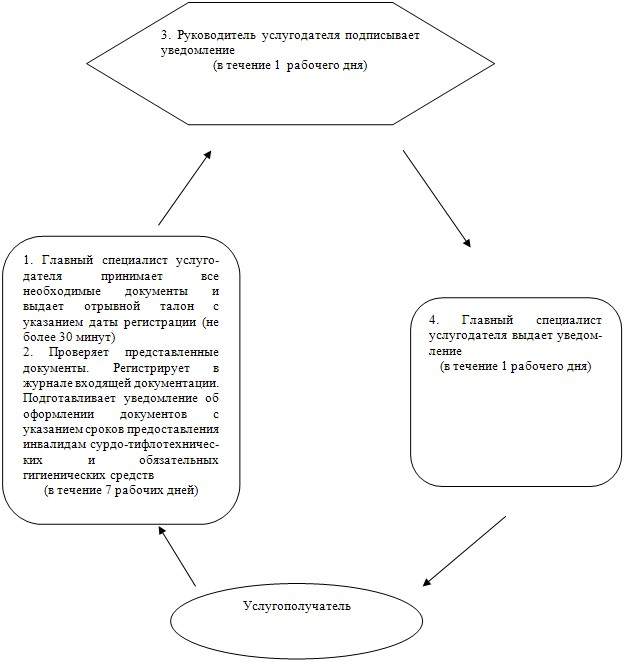 3. Руководитель услугодателя подписывает
уведомление
(в течение 1 рабочего дня)
1. Главный специалист услуго-
дателя принимает все
необходимые документы и
выдает отрывной талон с
указанием даты регистрации (не
более 30 минут)
2. Проверяет представленные
документы. Регистрирует в
журнале входящей документации.
Подготавливает уведомление об
оформлении документов с
указанием сроков предоставления
инвалидам сурдо-тифлотехничес-
ких и обязательных
гигиенических средств
(в течение 7 рабочих дней)
4. Главный специалист
услугодателя выдает уведом-
ление
(в течение 1 рабочего дня)
Услугополучатель